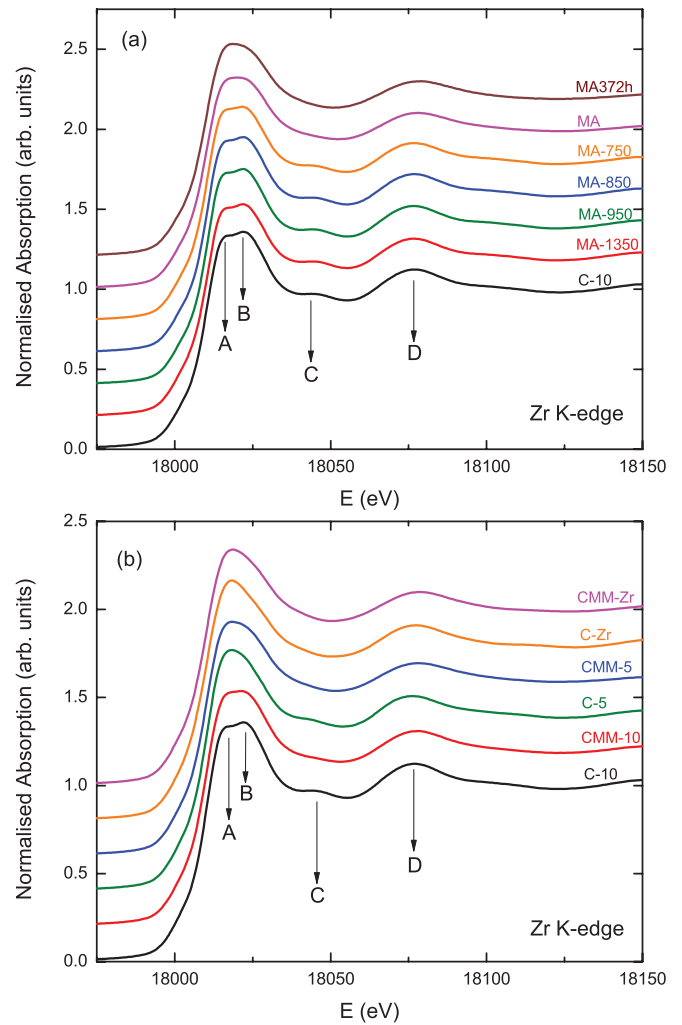 (a)
Normalised Absorption (arb. units)
2.5
2.0
1.5
1.0
0.5
0.0
MA372h
MA
MA-750
MA-850
MA-950
MA-1350
C-10
A
B
C
D
Zr K-edge
18000 18050 18100 18150
E (eV)
(b)
Normalised Absorption (arb. units)
2.5
2.0
1.5
1.0
0.5
0.0
CMM-Zr
C-Zr
CMM-5
C-5
CMM-10
C-10
A
B
C
D
Zr K-edge
18000 18050 18100 18150
E (eV)